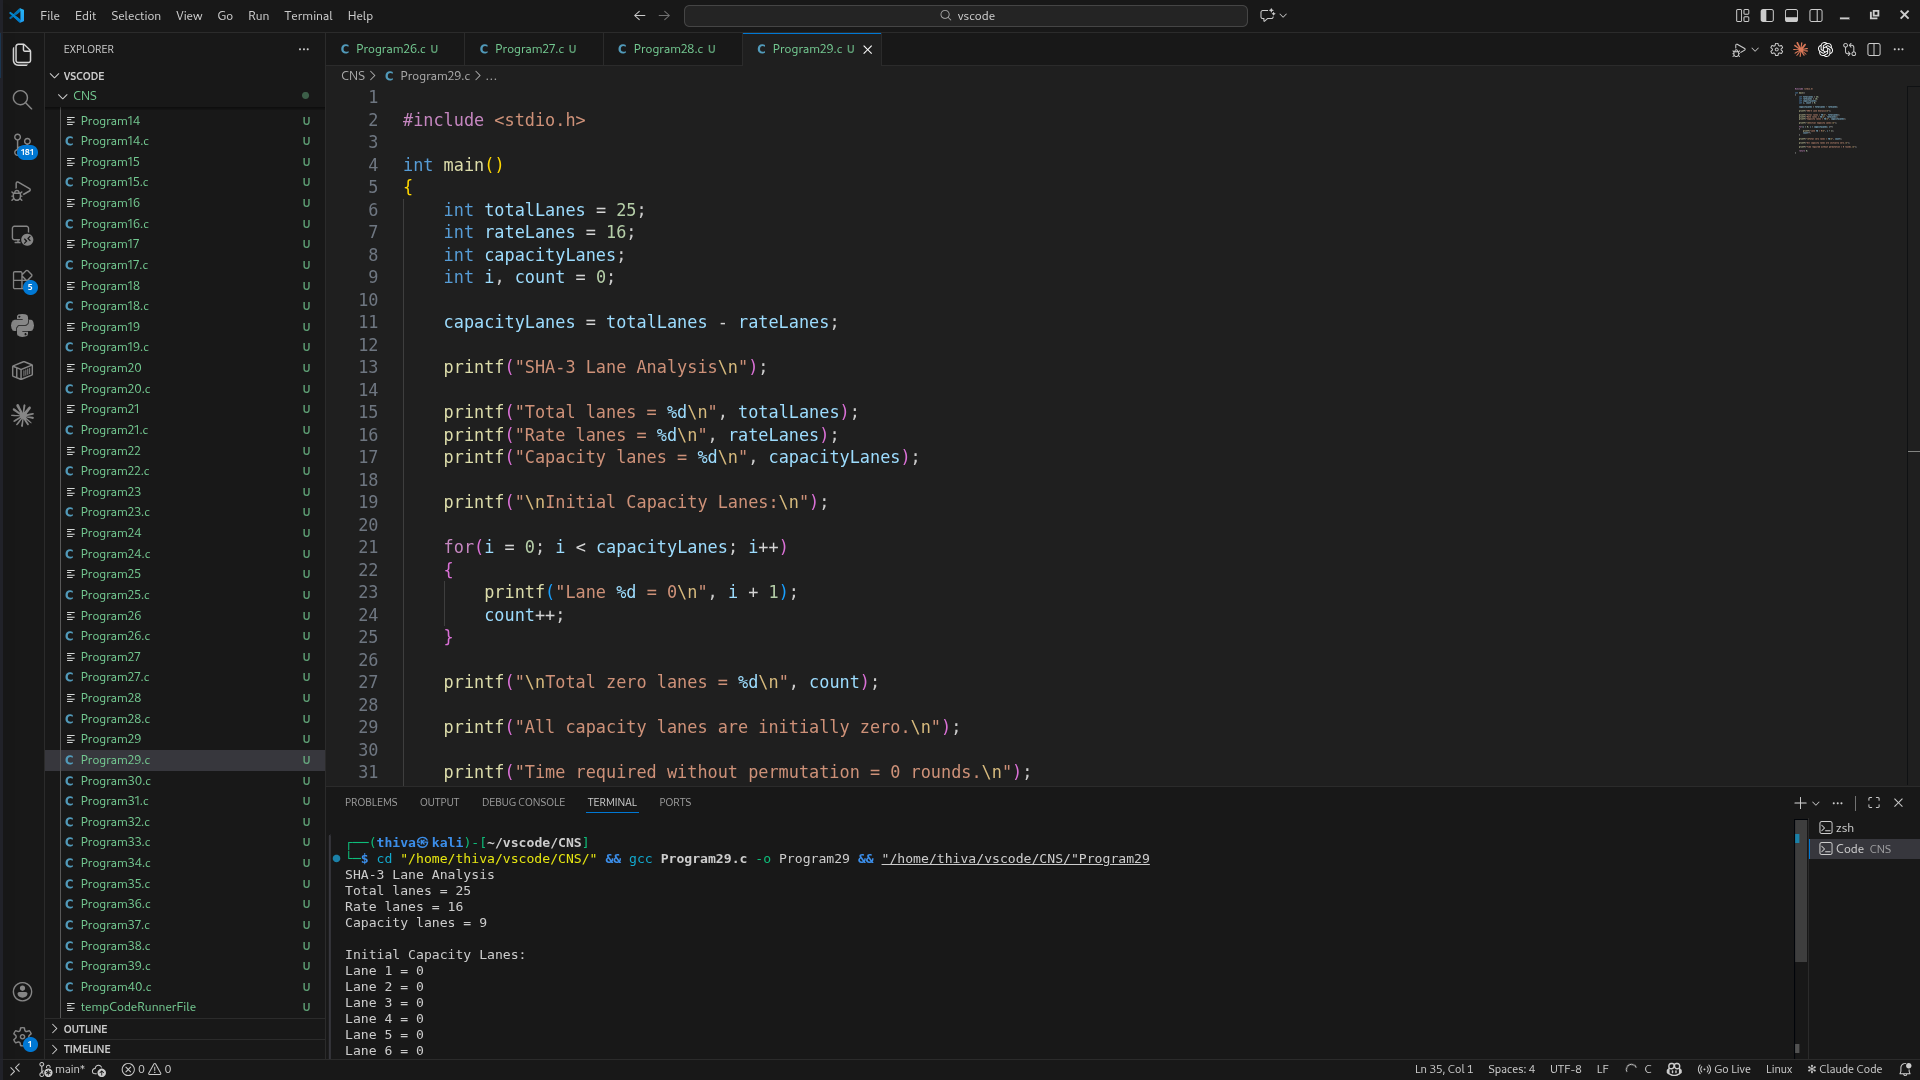 File Edit Selection View Go Run Terminal Help
vscode
EXPLORER
Program26.c U
Program27.c U
Program28.c U
Program29.c U
VSCODE
CNS
CNS > C Program29.c > ...
Program14 U
Program14.c U
Program15 U
Program15.c U
Program16 U
Program16.c U
Program17 U
Program17.c U
Program18 U
Program18.c U
Program19 U
Program19.c U
Program20 U
Program20.c U
Program21 U
Program21.c U
Program22 U
Program22.c U
Program23 U
Program23.c U
Program24 U
Program24.c U
Program25 U
Program25.c U
Program26 U
Program26.c U
Program27 U
Program27.c U
Program28 U
Program28.c U
Program29 U
Program29.c U
Program30.c U
Program31.c U
Program32.c U
Program33.c U
Program34.c U
Program35.c U
Program36.c U
Program37.c U
Program38.c U
Program39.c U
Program40.c U
tempCodeRunnerFile U
OUTLINE
TIMELINE
181
5
1
1
2 #include <stdio.h>
3
4 int main()
5 {
6 int totalLanes = 25;
7 int rateLanes = 16;
8 int capacityLanes;
9 int i, count = 0;
10
11 capacityLanes = totalLanes - rateLanes;
12
13 printf("SHA-3 Lane Analysis\n");
14
15 printf("Total lanes = %d\n", totalLanes);
16 printf("Rate lanes = %d\n", rateLanes);
17 printf("Capacity lanes = %d\n", capacityLanes);
18
19 printf("\nInitial Capacity Lanes:\n");
20
21 for(i = 0; i < capacityLanes; i++)
22 {
23 printf("Lane %d = 0\n", i + 1);
24 count++;
25 }
26
27 printf("\nTotal zero lanes = %d\n", count);
28
29 printf("All capacity lanes are initially zero.\n");
30
31 printf("Time required without permutation = 0 rounds.\n");
PROBLEMS OUTPUT DEBUG CONSOLE TERMINAL PORTS
┌──(thiva㉿kali)-[~/vscode/CNS]
└─$ cd "/home/thiva/vscode/CNS/" && gcc Program29.c -o Program29 && "/home/thiva/vscode/CNS/"Program29
SHA-3 Lane Analysis
Total lanes = 25
Rate lanes = 16
Capacity lanes = 9
Initial Capacity Lanes:
Lane 1 = 0
Lane 2 = 0
Lane 3 = 0
Lane 4 = 0
Lane 5 = 0
Lane 6 = 0
zsh
Code CNS
main* 0 0
Ln 35, Col 1 Spaces: 4 UTF-8 LF C Go Live Linux Claude Code